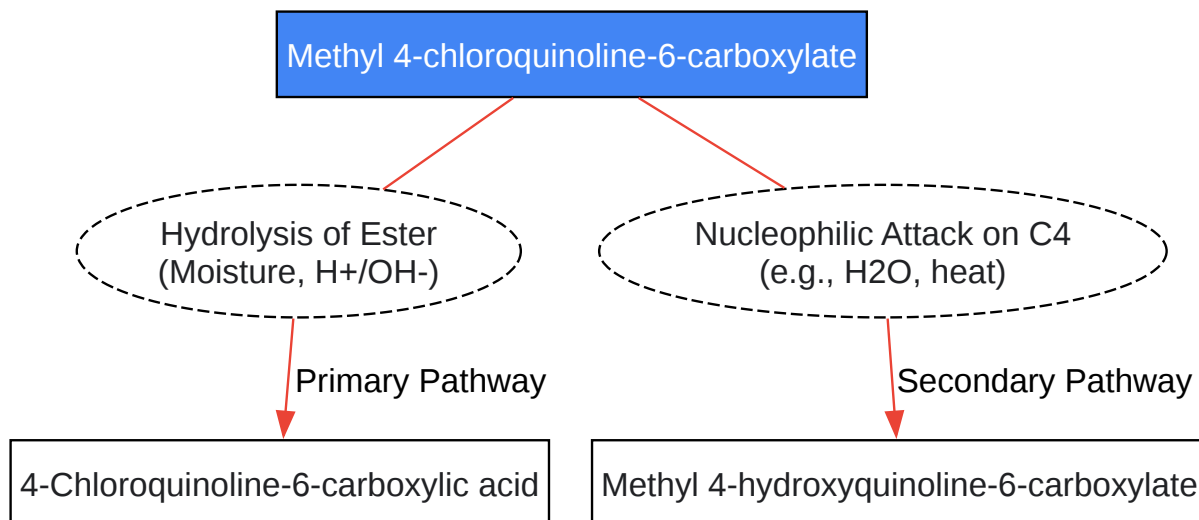 Methyl 4-chloroquinoline-6-carboxylate
Hydrolysis of Ester
(Moisture, H+/OH-)
Nucleophilic Attack on C4
(e.g., H2O, heat)
Primary Pathway
Secondary Pathway
4-Chloroquinoline-6-carboxylic acid
Methyl 4-hydroxyquinoline-6-carboxylate